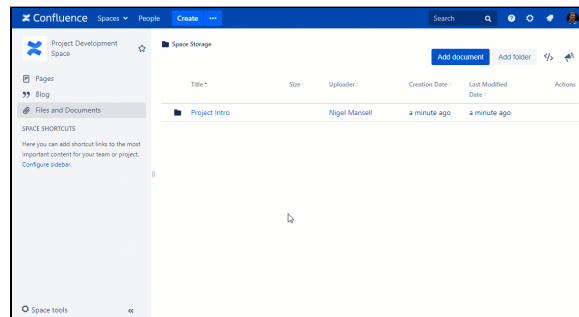 Confluence Spaces People Create ... Search
Project Development
Space
Space Storage
Add document Add folder
Pages
Blog
Files and Documents
Title Size Uploader Creation Date Last Modified
Date Actions
Project Intro Nigel Mansell a minute ago a minute ago
SPACE SHORTCUTS
Here you can add shortcut links to the most
important content for your team or project.
Configure sidebar.
Space tools